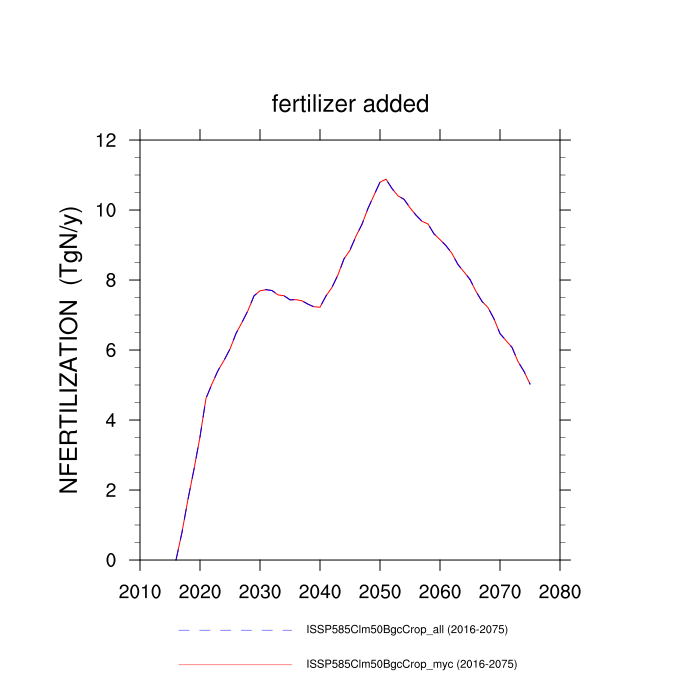 fertilizer added
NFERTILIZATION (TgN/y)
12
10
8
6
4
2
0
2010 2020 2030 2040 2050 2060 2070 2080
ISSP585Clm50BgcCrop_all (2016-2075)
ISSP585Clm50BgcCrop_myc (2016-2075)